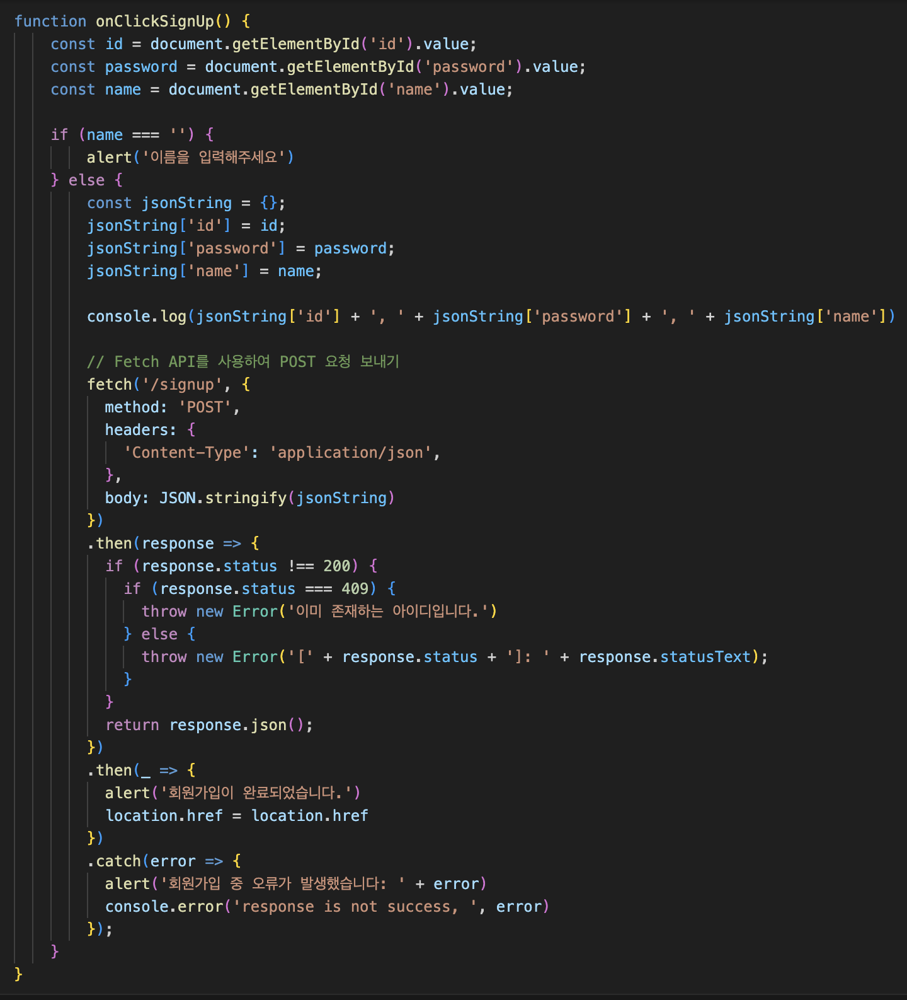 function onClickSignUp() {
const id = document.getElementById('id').value;
const password = document.getElementById('password').value;
const name = document.getElementById('name').value;
if (name === '') {
alert('이름을 입력해주세요')
} else {
const jsonString = {};
jsonString['id'] = id;
jsonString['password'] = password;
jsonString['name'] = name;
console.log(jsonString['id'] + ', ' + jsonString['password'] + ', ' + jsonString['name'])
// Fetch API를 사용하여 POST 요청 보내기
fetch('/signup', {
method: 'POST',
headers: {
'Content-Type': 'application/json',
},
body: JSON.stringify(jsonString)
})
.then(response => {
if (response.status !== 200) {
if (response.status === 409) {
throw new Error('이미 존재하는 아이디입니다.')
} else {
throw new Error('[' + response.status + ']: ' + response.statusText);
}
}
return response.json();
})
.then(_ => {
alert('회원가입이 완료되었습니다.')
location.href = location.href
})
.catch(error => {
alert('회원가입 중 오류가 발생했습니다: ' + error)
console.error('response is not success, ', error)
});
}
}